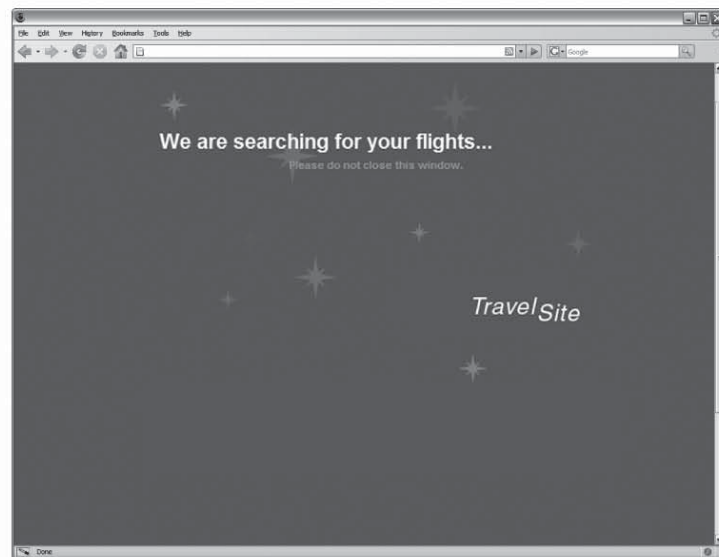 File Edit View History Bookmarks Tools Help
Google
We are searching for your flights...
Please do not close this window.
Travel Site
Done